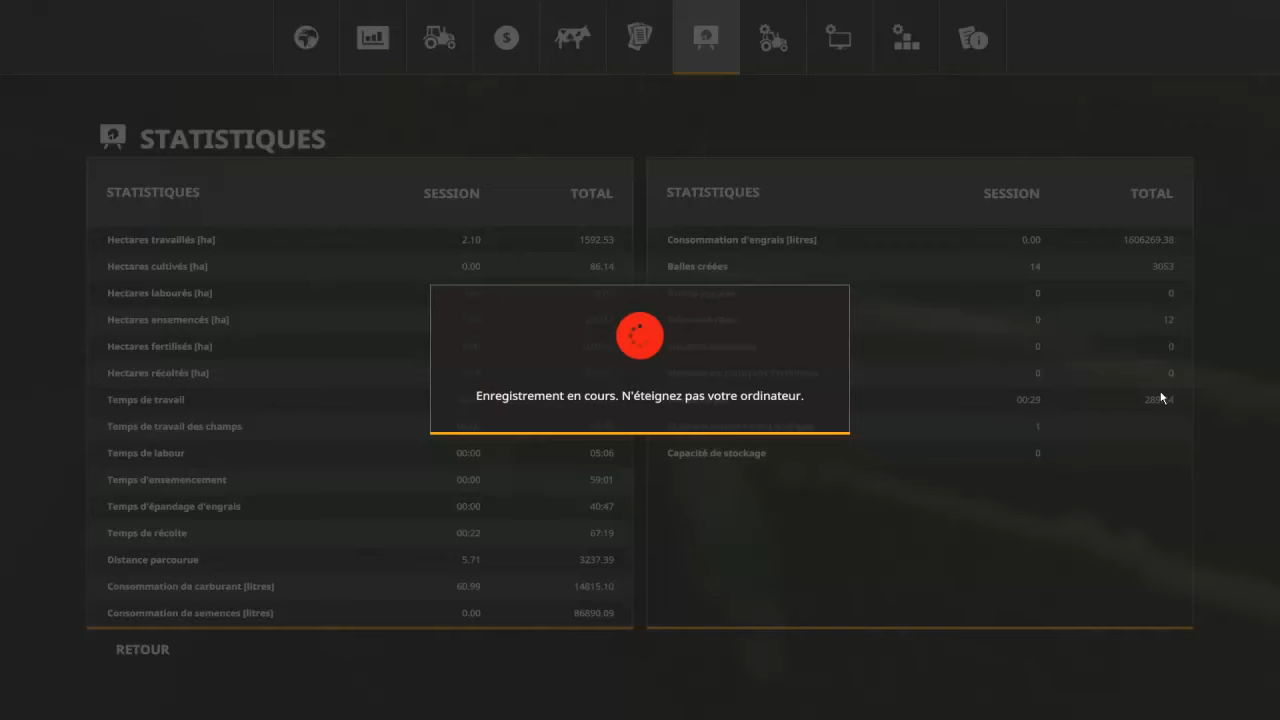 STATISTIQUES
STATISTIQUES SESSION TOTAL
Hectares travaillés [ha] 2.10 1592.53
Hectares cultivés [ha] 0.00 86.14
Hectares labourés [ha]
Hectares ensemencés [ha]
Hectares fertilisés [ha]
Hectares récoltés [ha]
Temps de travail
Temps de travail des champs
Temps de labour 00:00 05:06
Temps d'ensemencement 00:00 59:01
Temps d'épandage d'engrais 00:00 40:47
Temps de récolte 00:22 67:19
Distance parcourue 5.71 3237.39
Consommation de carburant [litres] 60.99 14815.10
Consommation de semences [litres] 0.00 86890.09
STATISTIQUES SESSION TOTAL
Consommation d'engrais [litres] 0.00 1606269.38
Balles créées 14 3053
0 0
0 12
0 0
0 0
00:29
1
Capacité de stockage 0
Enregistrement en cours. N'éteignez pas votre ordinateur.
RETOUR